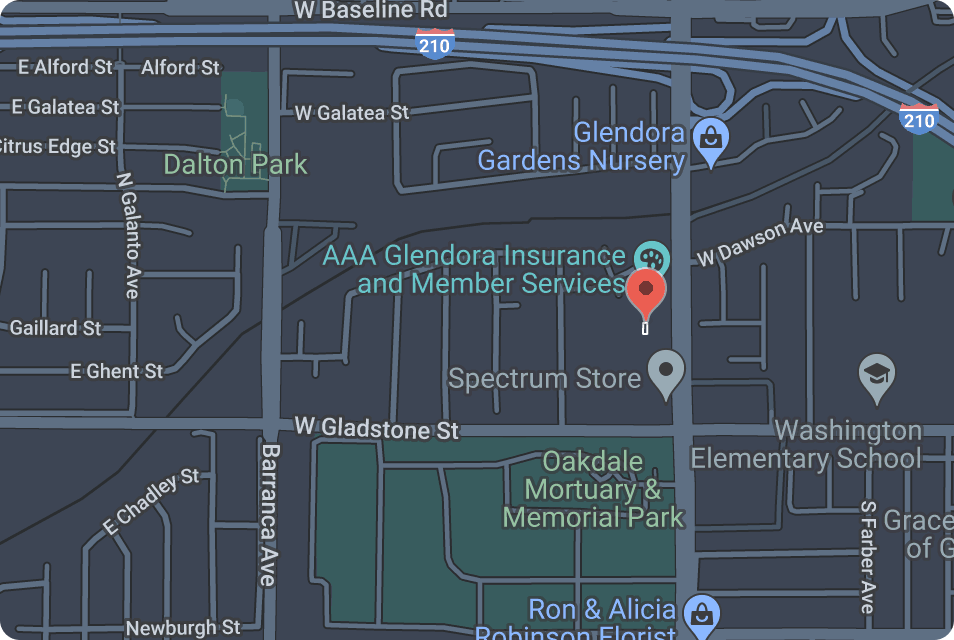 W Baseline Rd
210
E Alford St
Alford St
E Galatea St
W Galatea St
210
Glendora
Gardens Nursery
Citrus Edge St
Dalton Park
N Galanto Ave
W Dawson Ave
AAA Glendora Insurance
and Member Services
Gaillard St
E Ghent St
Spectrum Store
W Gladstone St
Washington
Elementary School
Barranca Ave
Oakdale
Mortuary &
Memorial Park
E Chadley St
S Farber Ave
Grace
of G
Ron & Alicia
Robinson Florist
Newburgh St